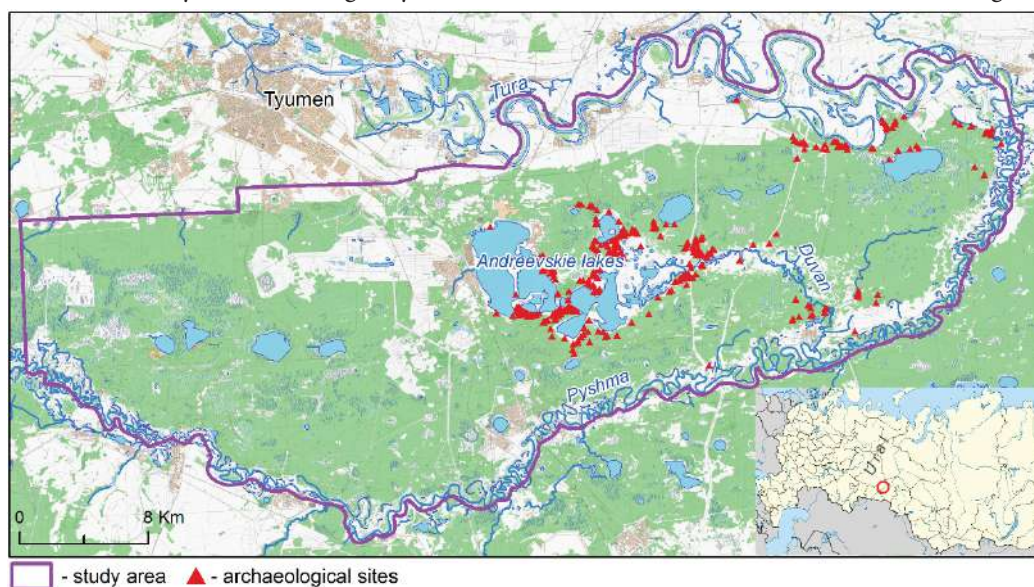 Tyumen
Tura
Andreevskie lakes
Duvan
Pyshma
Ural
0 8 Km
- study area - archaeological sites